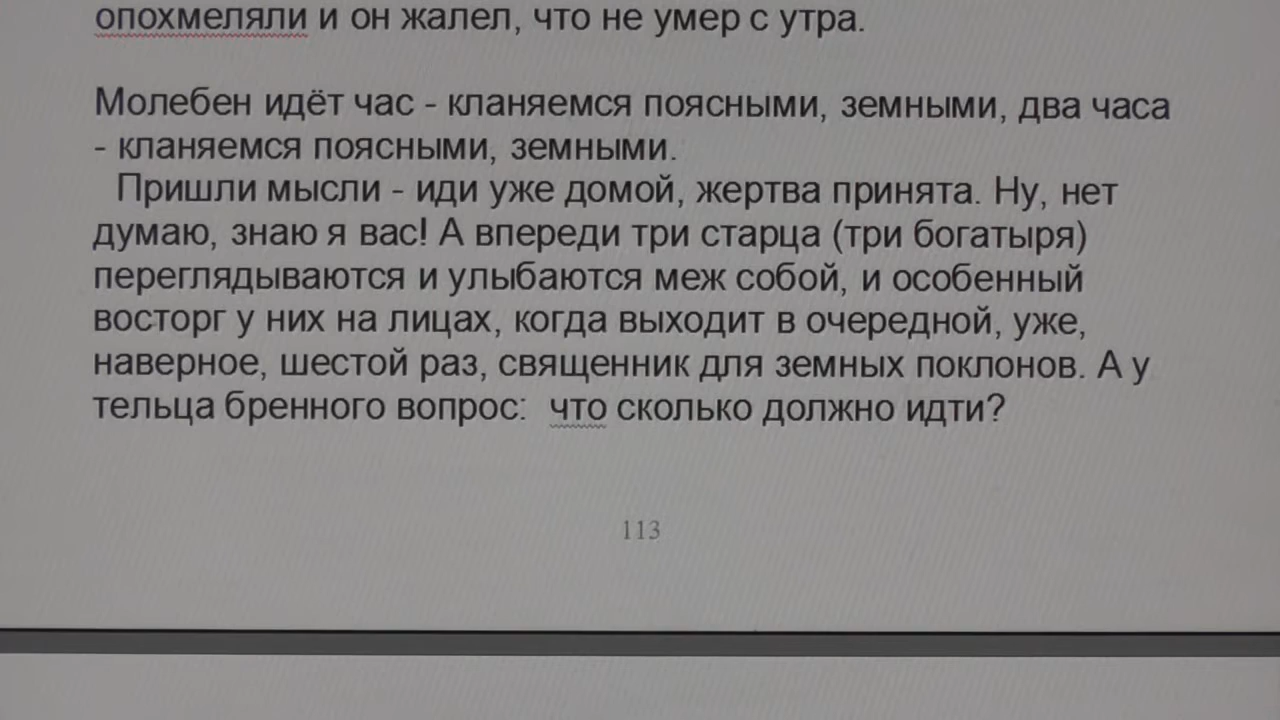 опохмеляли и он жалел, что не умер с утра.
Молебен идёт час - кланяемся поясными, земными, два часа
- кланяемся поясными, земными.
Пришли мысли - иди уже домой, жертва принята. Ну, нет
думаю, знаю я вас! А впереди три старца (три богатыря)
переглядываются и улыбаются меж собой, и особенный
восторг у них на лицах, когда выходит в очередной, уже,
наверное, шестой раз, священник для земных поклонов. А у
тельца бренного вопрос:  что сколько должно идти?
113